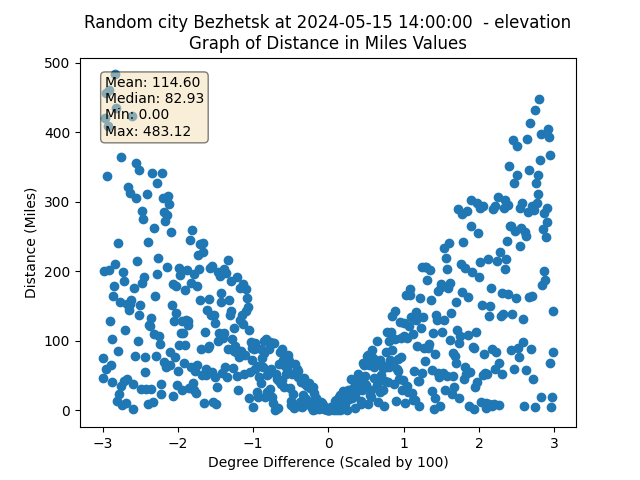 Random city Bezhetsk at 2024-05-15 14:00:00  - elevation
Graph of Distance in Miles Values
500
400
300
200
100
0
Mean: 114.60
Median: 82.93
Min: 0.00
Max: 483.12
Distance (Miles)
−3
−2
−1
0
1
2
3
Degree Difference (Scaled by 100)